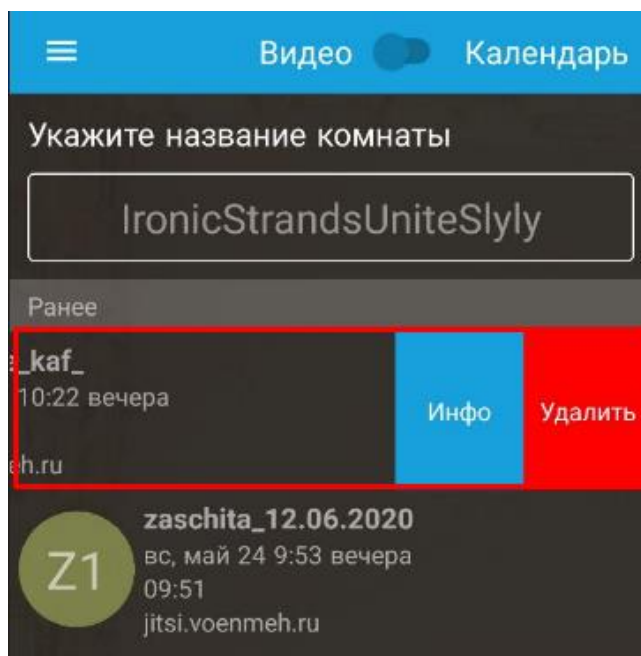 Видео Календарь
Укажите название комнаты
IronicStrandsUniteSlyly
Ранее
_kaf_
10:22 вечера
Инфо Удалить
eh.ru
Z1
zaschita_12.06.2020
вс, май 24 9:53 вечера
09:51
jitsi.voenmeh.ru